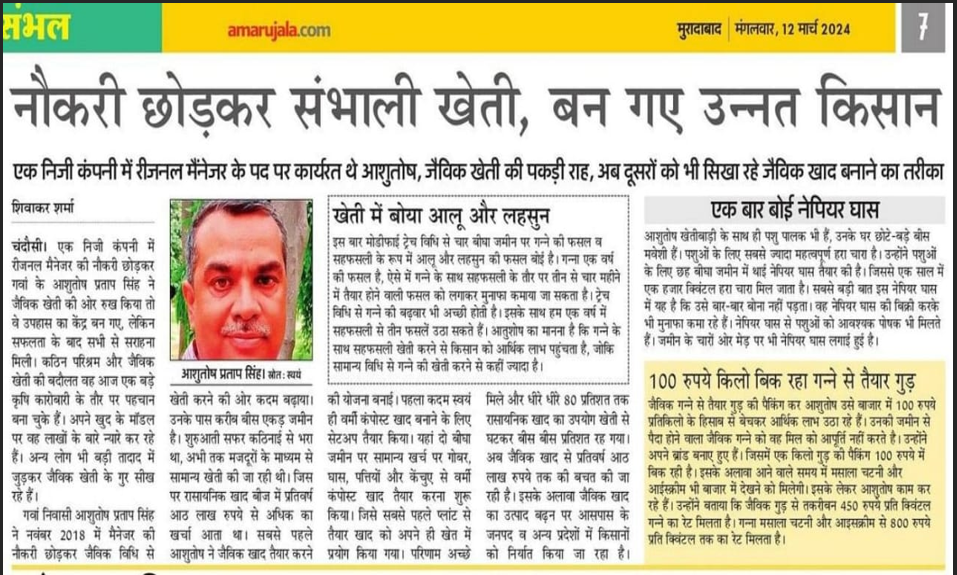 संभल
amarujala.com
मुरादाबाद | मंगलवार, 12 मार्च 2024
7
नौकरी छोड़कर संभाली खेती, बन गए उन्नत किसान
एक निजी कंपनी में रीजनल मैंनेजर के पद पर कार्यरत थे आशुतोष, जैविक खेती की पकड़ी राह, अब दूसरों को भी सिखा रहे जैविक खाद बनाने का तरीका
शिवाकर शर्मा
चंदौसी। एक निजी कंपनी में
रीजनल मैनेजर की नौकरी छोड़कर
गवां के आशुतोष प्रताप सिंह ने
जैविक खेती की ओर रुख किया तो
वे उपहास का केंद्र बन गए, लेकिन
सफलता के बाद सभी से सराहना
मिली। कठिन परिश्रम और जैविक
खेती की बदौलत वह आज एक बड़े
कृषि कारोबारी के तौर पर पहचान
बना चुके हैं। अपने खुद के मॉडल
पर वह लाखों के बारे न्यारे कर रहे
हैं। अन्य लोग भी बड़ी तादाद में
जुड़कर जैविक खेती के गुर सीख
रहे हैं।
गवां निवासी आशुतोष प्रताप सिंह
ने नवंबर 2018 में मैनेजर की
नौकरी छोड़कर जैविक विधि से
आशुतोष प्रताप सिंह। स्रोत : स्वयं
खेती करने की ओर कदम बढ़ाया।
उनके पास करीब बीस एकड़ जमीन
है। शुरुआती सफर कठिनाई से भरा
था, अभी तक मजदूरों के माध्यम से
सामान्य खेती की जा रही थी। जिस
पर रासायनिक खाद बीज में प्रतिवर्ष
आठ लाख रुपये से अधिक का
खर्चा आता था। सबसे पहले
आशुतोष ने जैविक खाद तैयार करने
खेती में बोया आलू और लहसुन
इस बार मोडीफाई ट्रेंच विधि से चार बीघा जमीन पर गन्ने की फसल व
सहफसली के रूप में आलू और लहसुन की फसल बोई है। गन्ना एक वर्ष
की फसल है, ऐसे में गन्ने के साथ सहफसली के तौर पर तीन से चार महीने
में तैयार होने वाली फसल को लगाकर मुनाफा कमाया जा सकता है। ट्रेंच
विधि से गन्ने की बढ़वार भी अच्छी होती है। इसके साथ हम एक वर्ष में
सहफसली से तीन फसलें उठा सकते हैं। आतुशोष का मानना है कि गन्ने के
साथ सहफसली खेती करने से किसान को आर्थिक लाभ पहुंचता है, जोकि
सामान्य विधि से गन्ने की खेती करने से कहीं ज्यादा है।
की योजना बनाई। पहला कदम स्वयं
ही वर्मी कंपोस्ट खाद बनाने के लिए
सेटअप तैयार किया। यहां दो बीघा
जमीन पर सामान्य खर्च पर गोबर,
घास, पत्तियों और केंचुए से वर्मी
कंपोस्ट खाद तैयार करना शुरू
किया। जिसे सबसे पहले प्लांट से
तैयार खाद को अपने ही खेत में
प्रयोग किया गया। परिणाम अच्छे
मिले और धीरे धीरे 80 प्रतिशत तक
रासायनिक खाद का उपयोग खेती से
घटकर बीस बीस प्रतिशत रह गया।
अब जैविक खाद से प्रतिवर्ष आठ
लाख रुपये तक की बचत की जा
रही है। इसके अलावा जैविक खाद
का उत्पाद बढ़न पर आसपास के
जनपद व अन्य प्रदेशों में किसानों
को निर्यात किया जा रहा है।
एक बार बोई नेपियर घास
आशुतोष खेतीबाड़ी के साथ ही पशु पालक भी हैं, उनके घर छोटे-बड़े बीस
मवेशी हैं। पशुओं के लिए सबसे ज्यादा महत्वपूर्ण हरा चारा है। उन्होंने पशुओं
के लिए छह बीघा जमीन में थाई नेपियर घास तैयार की है। जिससे एक साल में
एक हजार क्विंटल हरा चारा मिल जाता है। सबसे बड़ी बात इस नेपियर घास
में यह है कि उसे बार-बार बोना नहीं पड़ता। वह नेपियर घास की बिक्री करके
भी मुनाफा कमा रहे हैं। नेपियर घास से पशुओं को आवश्यक पोषक भी मिलते
हैं। जमीन के चारों ओर मेड़ पर भी नेपियर घास लगाई हुई है।
100 रुपये किलो बिक रहा गन्ने से तैयार गुड़
जैविक गन्ने से तैयार गुड़ की पैकिंग कर आशुतोष उसे बाजार में 100 रुपये
प्रतिकिलो के हिसाब से बेचकर आर्थिक लाभ उठा रहे हैं। उनकी जमीन से
पैदा होने वाला जैविक गन्ने को वह मिल को आपूर्ति नहीं करते है। उन्होंने
अपने ब्रांड बनाए हुए हैं। जिसमें एक किलो गुड़ की पैकिंग 100 रुपये में
बिक रही है। इसके अलावा आने वाले समय में मसाला चटनी और
आईस्क्रीम भी बाजार में देखने को मिलेगी। इसके लेकर आशुतोष काम कर
रहे हैं। उन्होंने बताया कि जैविक गुड़ से तकरीबन 450 रुपये प्रति क्विंटल
गन्ने का रेट मिलता है। गन्ना मसाला चटनी और आइसक्रीम से 800 रुपये
प्रति क्विंटल तक का रेट मिलता है।